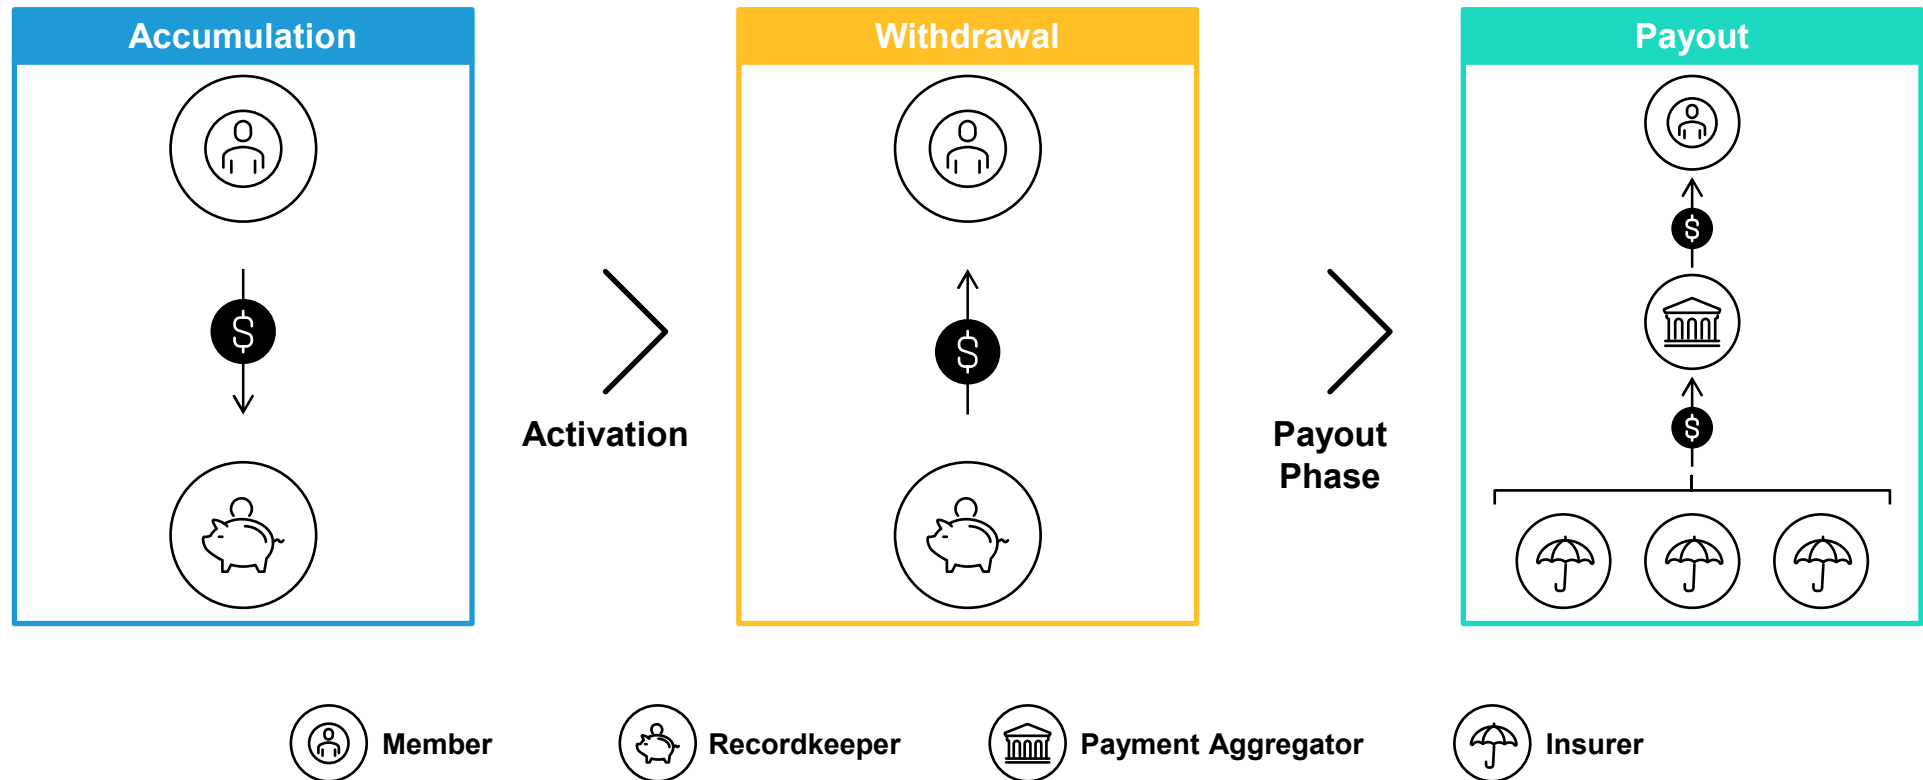 Accumulation
Withdrawal
Payout
$
$
$
$
Activation
Payout
Phase
Member
Recordkeeper
Payment Aggregator
Insurer